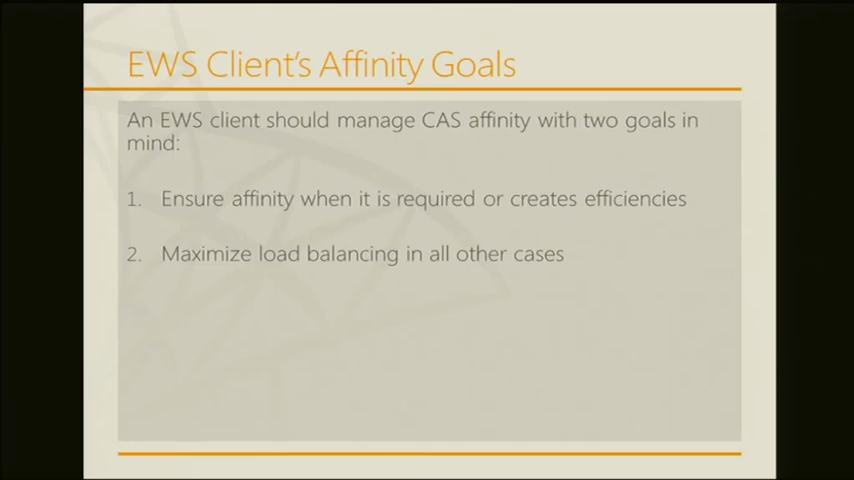 EWS Client's Affinity Goals
An EWS client should manage CAS affinity with two goals in
mind:
1. Ensure affinity when it is required or creates efficiencies
2. Maximize load balancing in all other cases